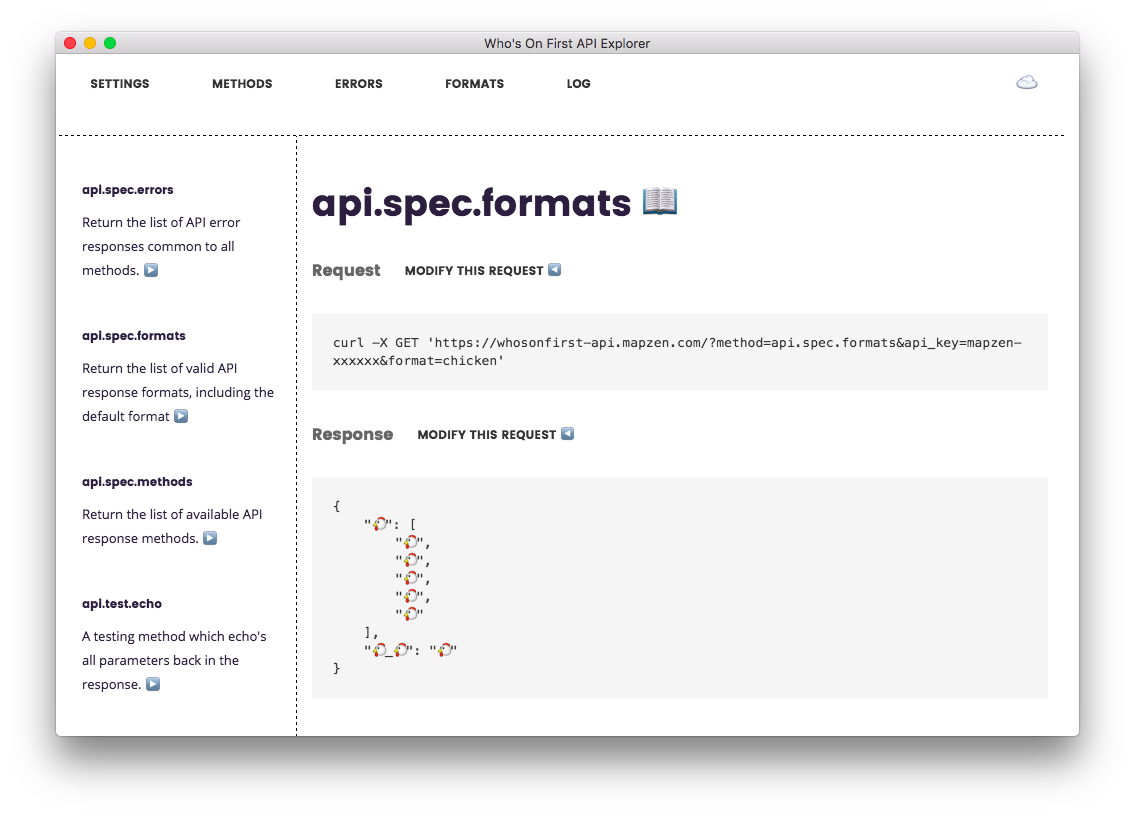 Who's On First API Explorer
SETTINGS METHODS ERRORS FORMATS LOG
api.spec.errors
Return the list of API error
responses common to all
methods. ▶️
api.spec.formats
Return the list of valid API
response formats, including the
default format ▶️
api.spec.methods
Return the list of available API
response methods. ▶️
api.test.echo
A testing method which echo's
all parameters back in the
response. ▶️
api.spec.formats 📖
Request MODIFY THIS REQUEST ◀️
curl -X GET 'https://whosonfirst-api.mapzen.com/?method=api.spec.formats&api_key=mapzen-
xxxxxx&format=chicken'
Response MODIFY THIS REQUEST ◀️
{
    "🐔": [
        "🐔",
        "🐔",
        "🐔",
        "🐔",
        "🐔"
    ],
    "🐔_🐔": "🐔"
}